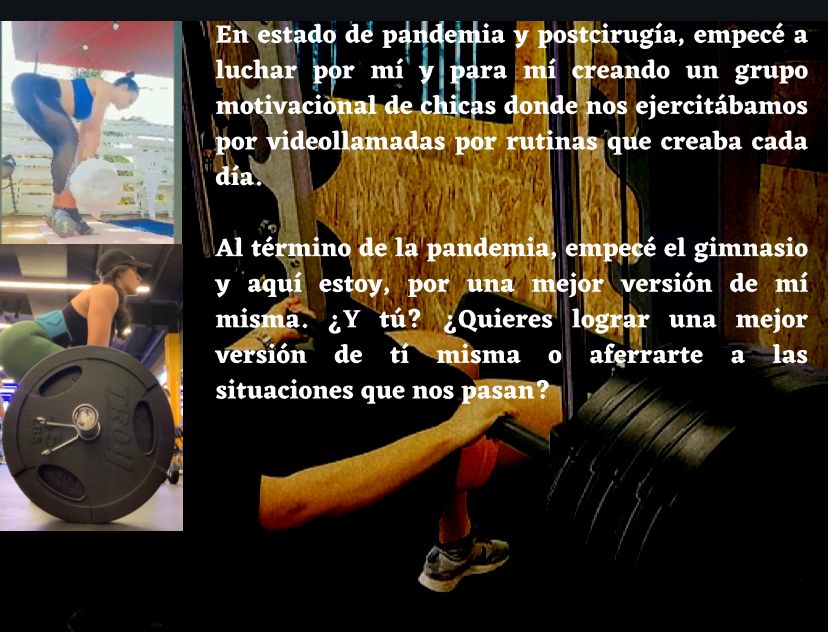 En estado de pandemia y postcirugía, empecé a
luchar por mí y para mí creando un grupo
motivacional de chicas donde nos ejercitábamos
por videollamadas por rutinas que creaba cada
día.
Al término de la pandemia, empecé el gimnasio
y aquí estoy, por una mejor versión de mí
misma. ¿Y tú? ¿Quieres lograr una mejor
versión de tí misma o aferrarte a las
situaciones que nos pasan?
TROY